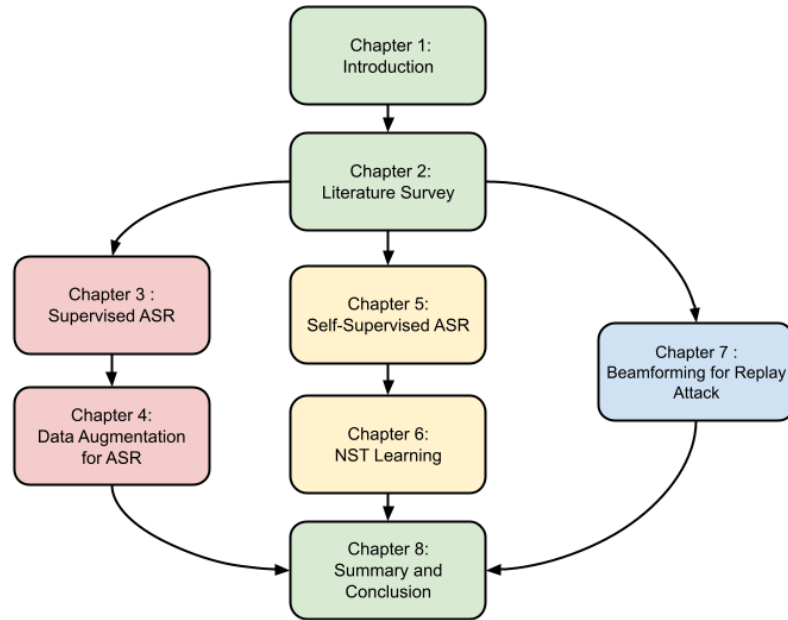 Chapter 1:
Introduction
Chapter 2:
Literature Survey
Chapter 3 :
Supervised ASR
Chapter 4:
Data Augmentation
for ASR
Chapter 5:
Self-Supervised ASR
Chapter 6:
NST Learning
Chapter 7 :
Beamforming for Replay
Attack
Chapter 8:
Summary and
Conclusion